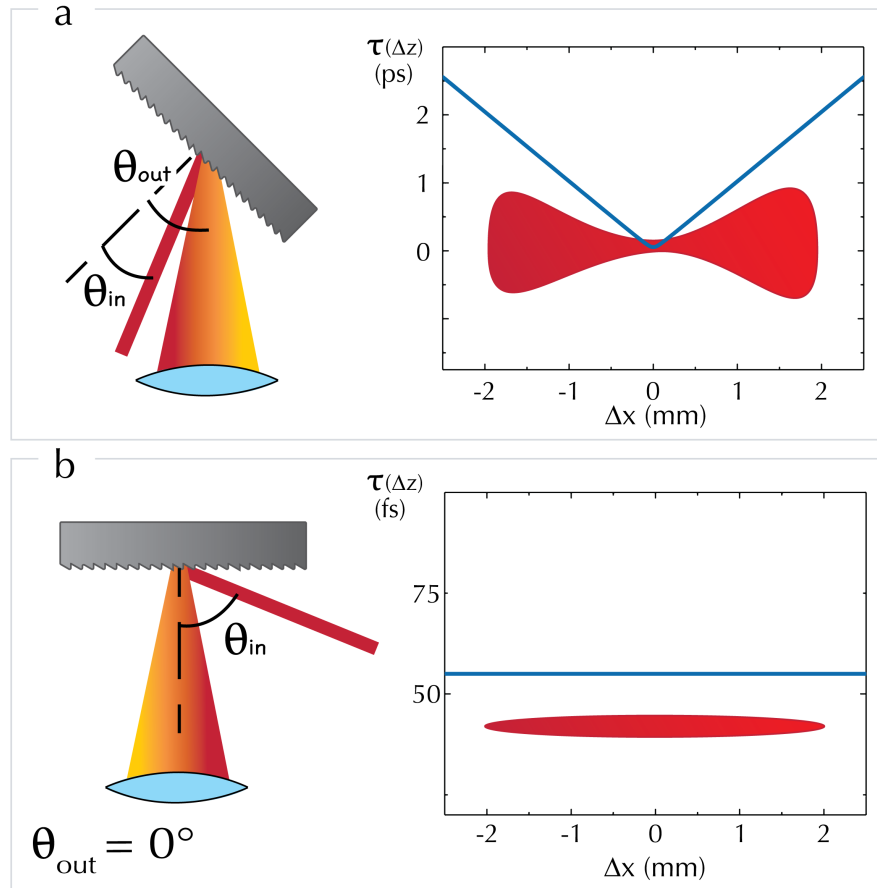 a
θout
θin
τ(Δz)
(ps)
2
1
0
-2 -1 0 1 2
Δx (mm)
b
θin
θout = 0°
τ(Δz)
(fs)
75
50
-2 -1 0 1 2
Δx (mm)